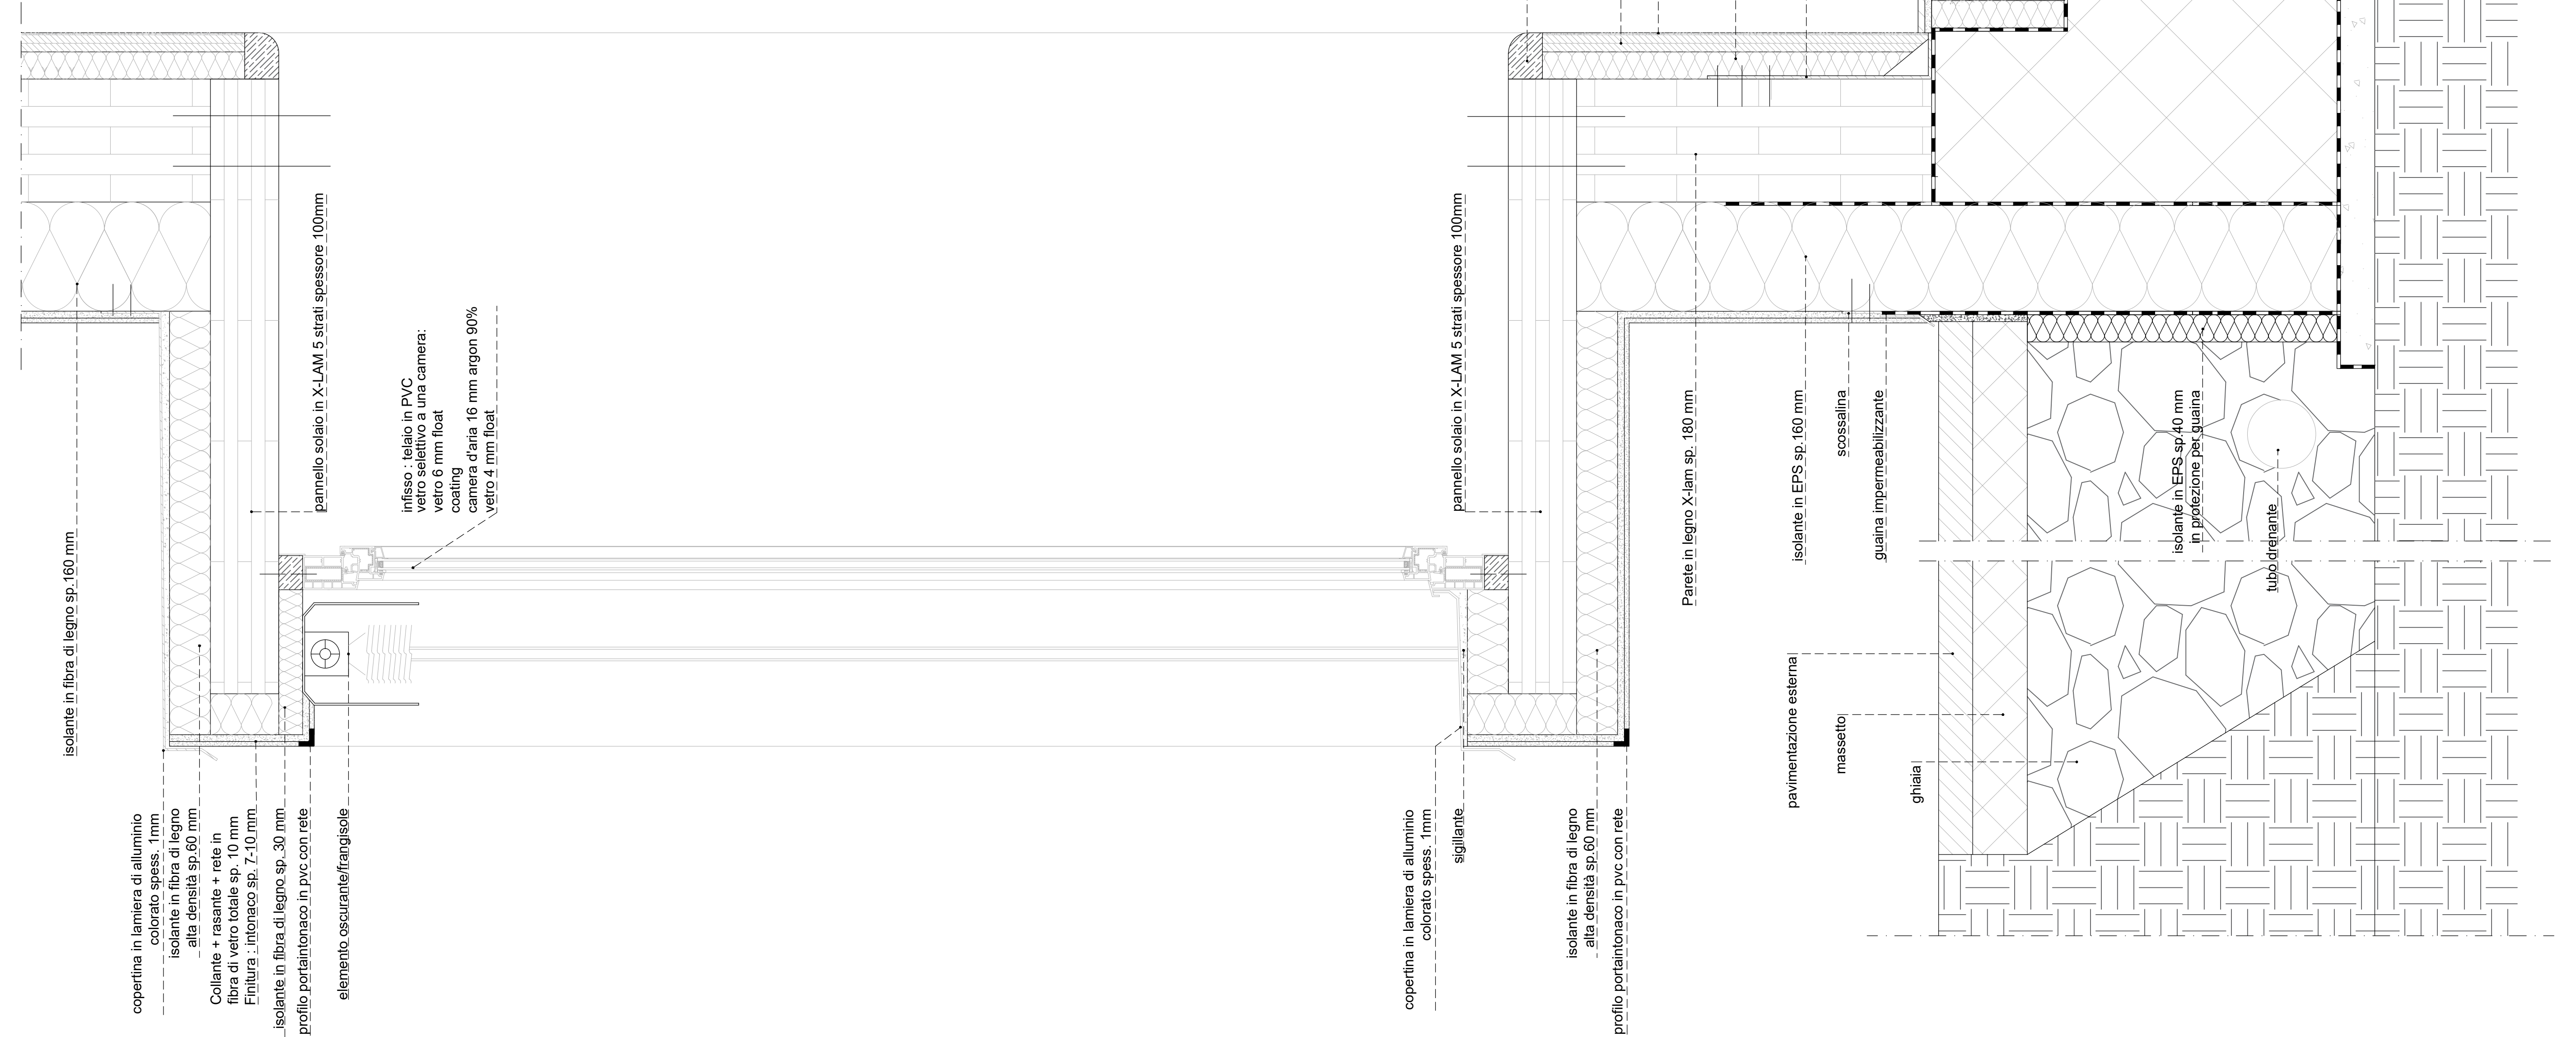 isolante in fibra di legno sp.160 mm
pannello solaio in X-LAM 5 strati spessore 100mm
infisso : telaio in PVC
vetro selettivo a una camera:
vetro 6 mm float
coating
camera d'aria 16 mm argon 90%
vetro 4 mm float
copertina in lamiera di alluminio
colorato spess. 1mm
isolante in fibra di legno
alta densità sp.60 mm
Collante + rasante + rete in
fibra di vetro totale sp. 10 mm
Finitura : intonaco sp. 7-10 mm
isolante in fibra di legno sp. 30 mm
profilo portaintonaco in pvc con rete
elemento oscurante/frangisole
pannello solaio in X-LAM 5 strati spessore 100mm
copertina in lamiera di alluminio
colorato spess. 1mm
sigillante
isolante in fibra di legno
alta densità sp.60 mm
profilo portaintonaco in pvc con rete
Parete in legno X-lam sp. 180 mm
isolante in EPS sp.160 mm
scossalina
guaina impermeabilizzante
pavimentazione esterna
massetto
ghiaia
isolante in EPS sp.40 mm
in protezione per guaina
tubo drenante